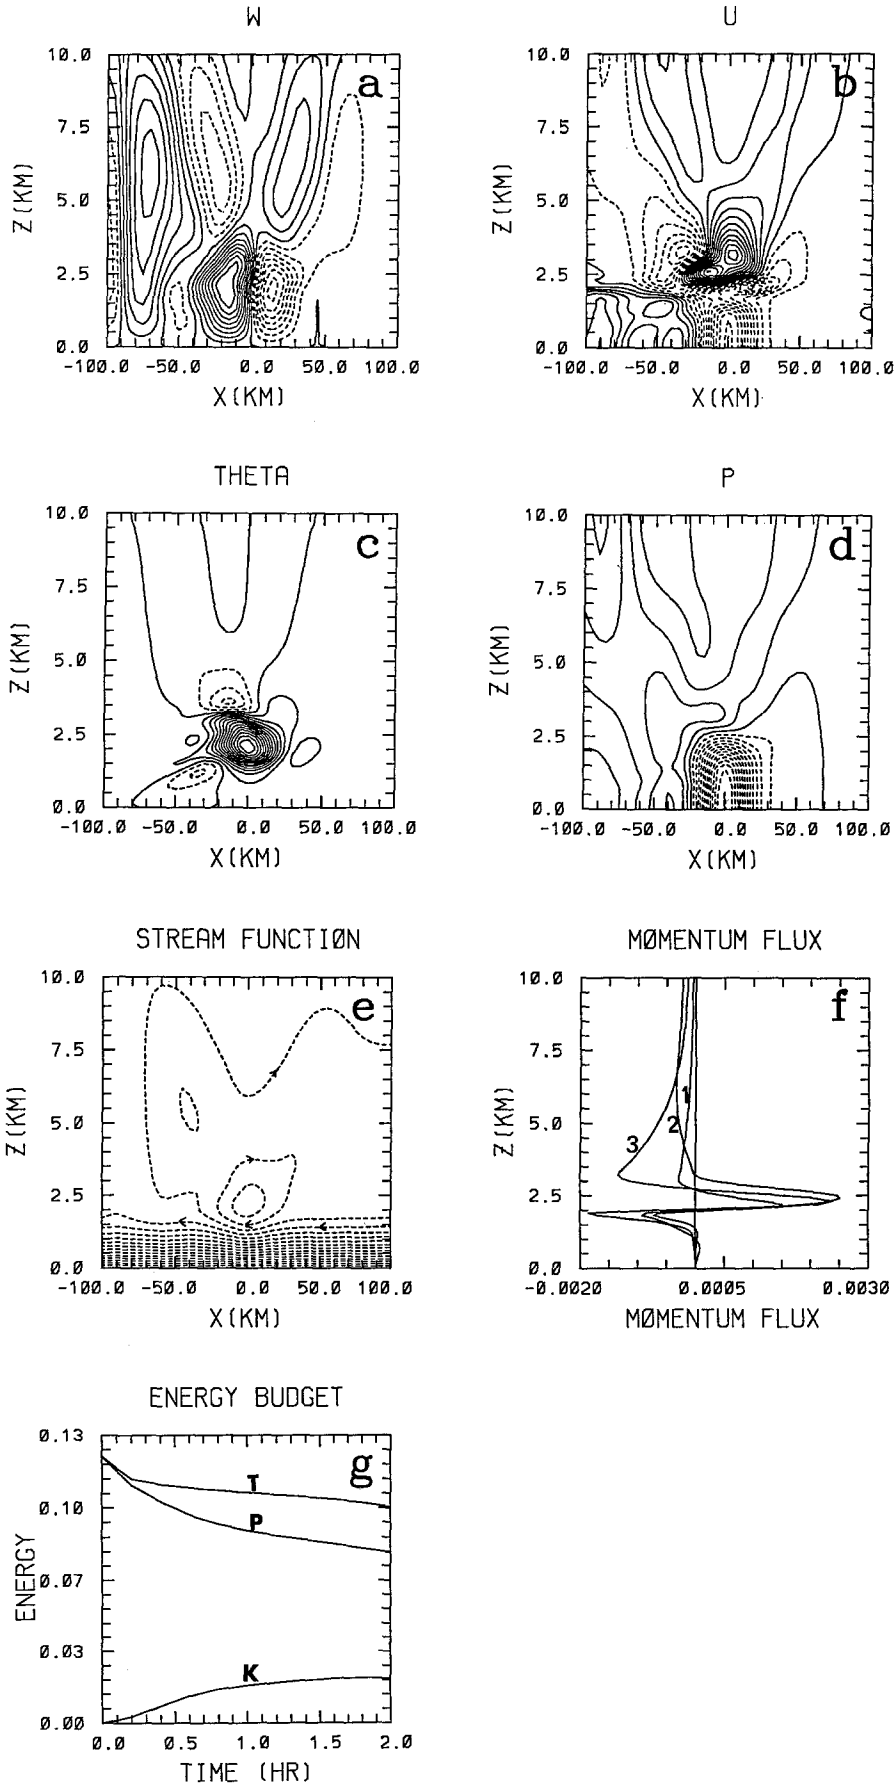 W
a
10.0
7.5
5.0
2.5
0.0
Z(KM)
-100.0 -50.0 0.0 50.0 100.0
X(KM)
U
b
10.0
7.5
5.0
2.5
0.0
Z(KM)
-100.0 -50.0 0.0 50.0 100.0
X(KM)
THETA
c
10.0
7.5
5.0
2.5
0.0
Z(KM)
-100.0 -50.0 0.0 50.0 100.0
X(KM)
P
d
10.0
7.5
5.0
2.5
0.0
Z(KM)
-100.0 -50.0 0.0 50.0 100.0
X(KM)
STREAM FUNCTIØN
e
10.0
7.5
5.0
2.5
0.0
Z(KM)
-100.0 -50.0 0.0 50.0 100.0
X(KM)
MØMENTUM FLUX
f
10.0
7.5
5.0
2.5
0.0
Z(KM)
1
2
3
-0.0020 0.0005 0.0030
MØMENTUM FLUX
ENERGY BUDGET
g
0.13
0.10
0.07
0.03
0.00
ENERGY
T
P
K
0.0 0.5 1.0 1.5 2.0
TIME (HR)